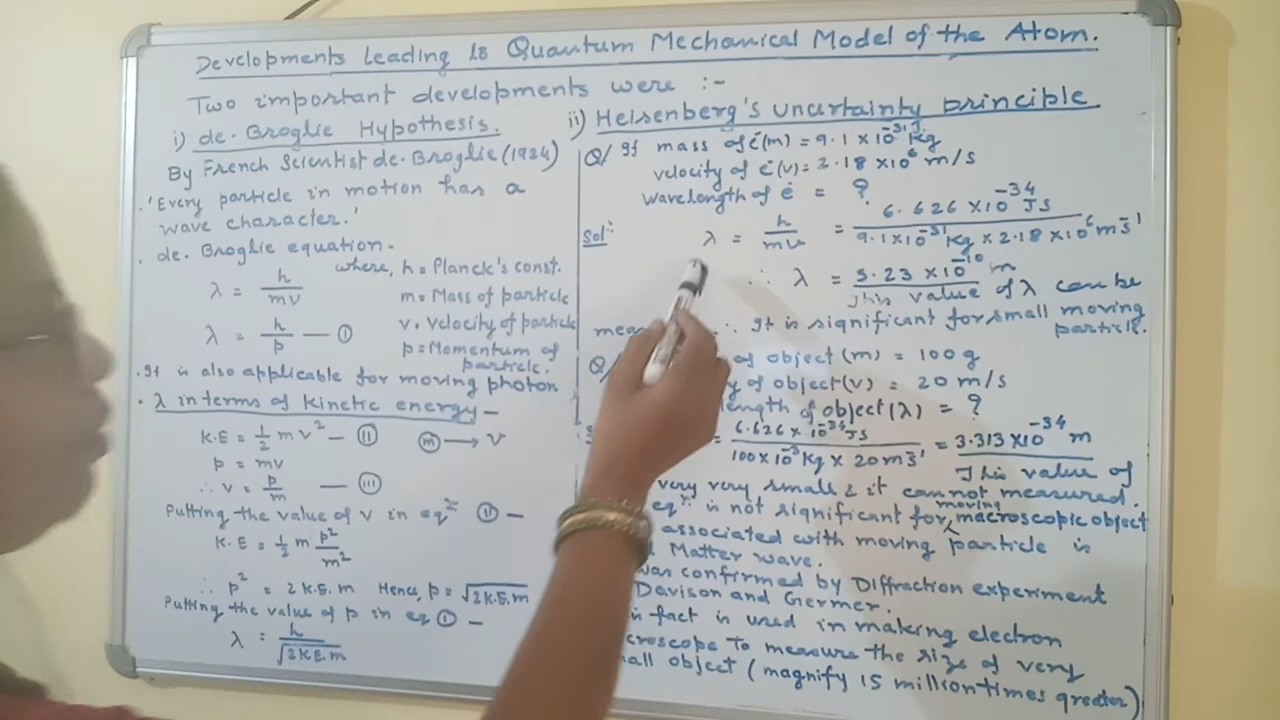 Developments Leading to Quantum Mechanical Model of the Atom.
Two important developments were :-
i) de-Broglie Hypothesis.
By French Scientist de-Broglie (1924)
. 'Every particle in motion has a
wave character.'
. de-Broglie equation.
λ = h/mv
where, h = Planck's const.
m = Mass of particle
v = Velocity of particle
p = Momentum of
particle.
λ = h/p — ①
. It is also applicable for moving photon
. λ in terms of kinetic energy —
K.E = 1/2 mv² — (II)
(m) → v
p = mv
∴ v = p/m — (III)
Putting the value of v in eqⁿ (II) —
K.E = 1/2 m p²/m²
∴ p² = 2 K.E. m Hence, p = √2K.E.m
Putting the value of p in eq ① —
λ = h/√2KE.m
ii) Heisenberg's uncertainty principle
Q/ If mass of ē (m) = 9.1 × 10⁻³¹ Kg
velocity of ē (v) = 2.18 × 10⁶ m/s
Wavelength of ē = ?
Solⁿ: λ = h/mv = 6.626 × 10⁻³⁴ JS / 9.1 × 10⁻³¹ Kg × 2.18 × 10⁶ ms⁻¹
∴ λ = 3.23 × 10⁻¹⁰ m
This value of λ can be
It is significant for small moving
particle.
Q/ of object (m) = 100 g
of object (v) = 20 m/s
of object (λ) = ?
= 6.626 × 10⁻³⁴ JS / 100 × 10⁻³ Kg × 20 ms⁻¹ = 3.313 × 10⁻³⁴ m
This value of
very very small & it cannot measured.
eqⁿ is not significant for moving macroscopic object
associated with moving particle is
Matter wave.
was confirmed by Diffraction experiment
Davison and Germer.
in fact is used in making electron
to measure the size of very
object (magnify 15 million times greater)